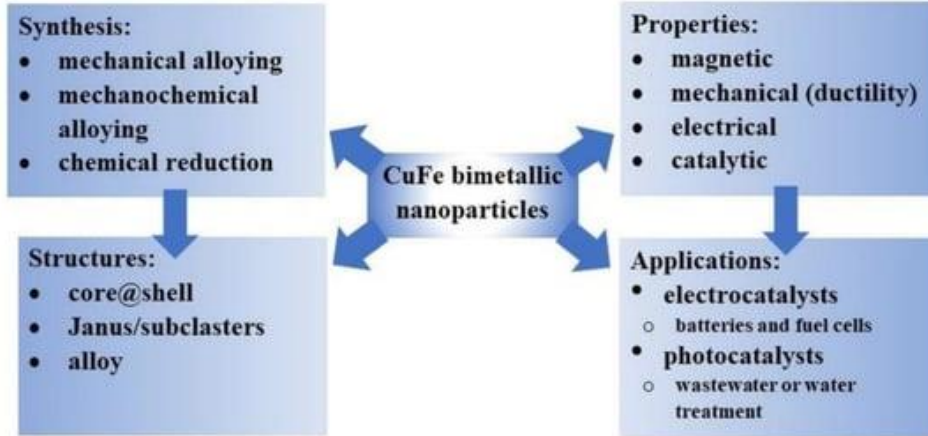 Synthesis:
• mechanical alloying
• mechanochemical
alloying
• chemical reduction
Structures:
• core@shell
• Janus/subclasters
• alloy
CuFe bimetallic
nanoparticles
Properties:
• magnetic
• mechanical (ductility)
• electrical
• catalytic
Applications:
• electrocatalysts
o batteries and fuel cells
• photocatalysts
o wastewater or water
treatment